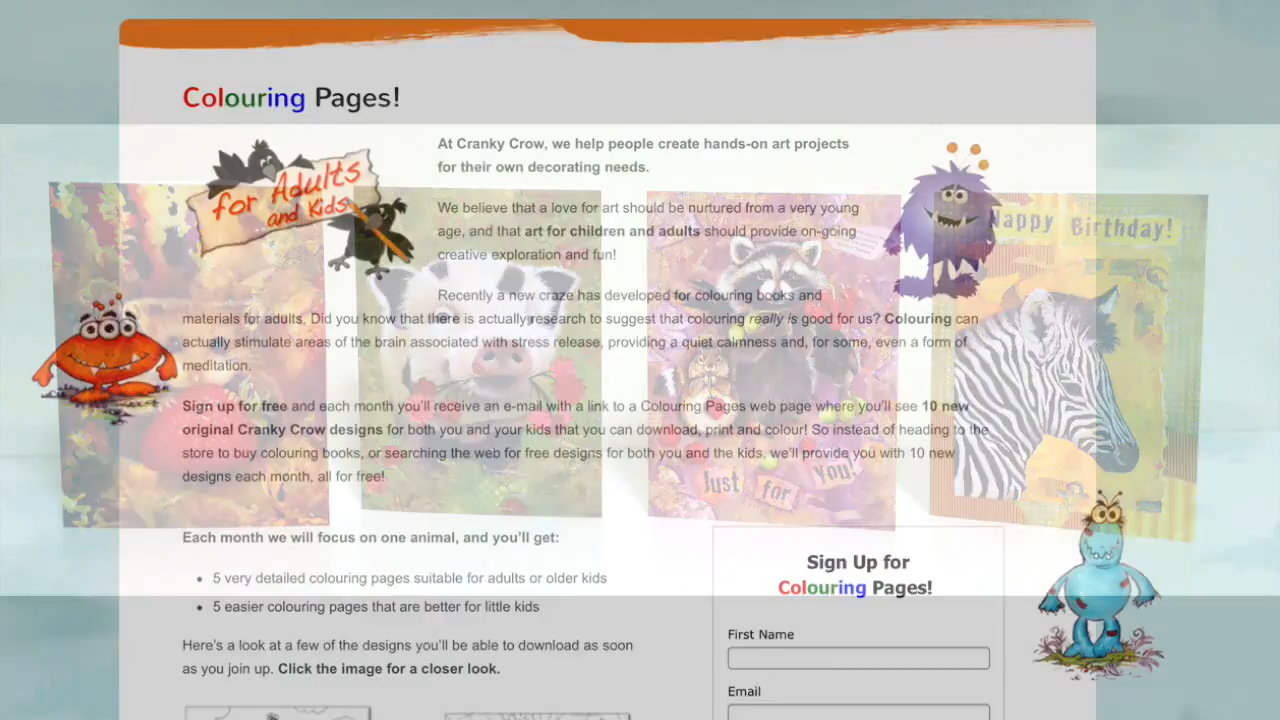 Colouring Pages!
for Adults
and Kids
At Cranky Crow, we help people create hands-on art projects
for their own decorating needs.
We believe that a love for art should be nurtured from a very young
age, and that art for children and adults should provide on-going
creative exploration and fun!
Recently a new craze has developed for colouring books and
materials for adults. Did you know that there is actually research to suggest that colouring really is good for us? Colouring can
actually stimulate areas of the brain associated with stress release, providing a quiet calmness and, for some, even a form of
meditation.
Happy Birthday!
Sign up for free and each month you'll receive an e-mail with a link to a Colouring Pages web page where you'll see 10 new
original Cranky Crow designs for both you and your kids that you can download, print and colour! So instead of heading to the
store to buy colouring books, or searching the web for free designs for both you and the kids, we'll provide you with 10 new
designs each month, all for free!
Just for You!
Each month we will focus on one animal, and you'll get:
• 5 very detailed colouring pages suitable for adults or older kids
• 5 easier colouring pages that are better for little kids
Here's a look at a few of the designs you'll be able to download as soon
as you join up. Click the image for a closer look.
Sign Up for
Colouring Pages!
First Name
Email